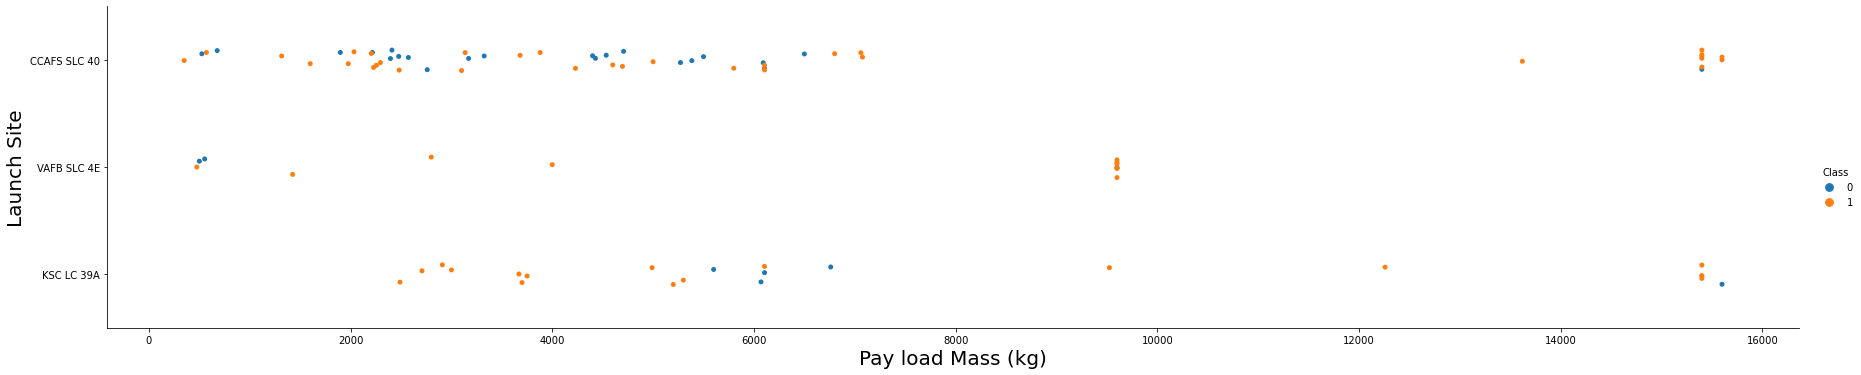 Launch Site
CCAFS SLC 40
VAFB SLC 4E
KSC LC 39A
0
2000
4000
6000
8000
10000
12000
14000
16000
Pay load Mass (kg)
Class
0
1